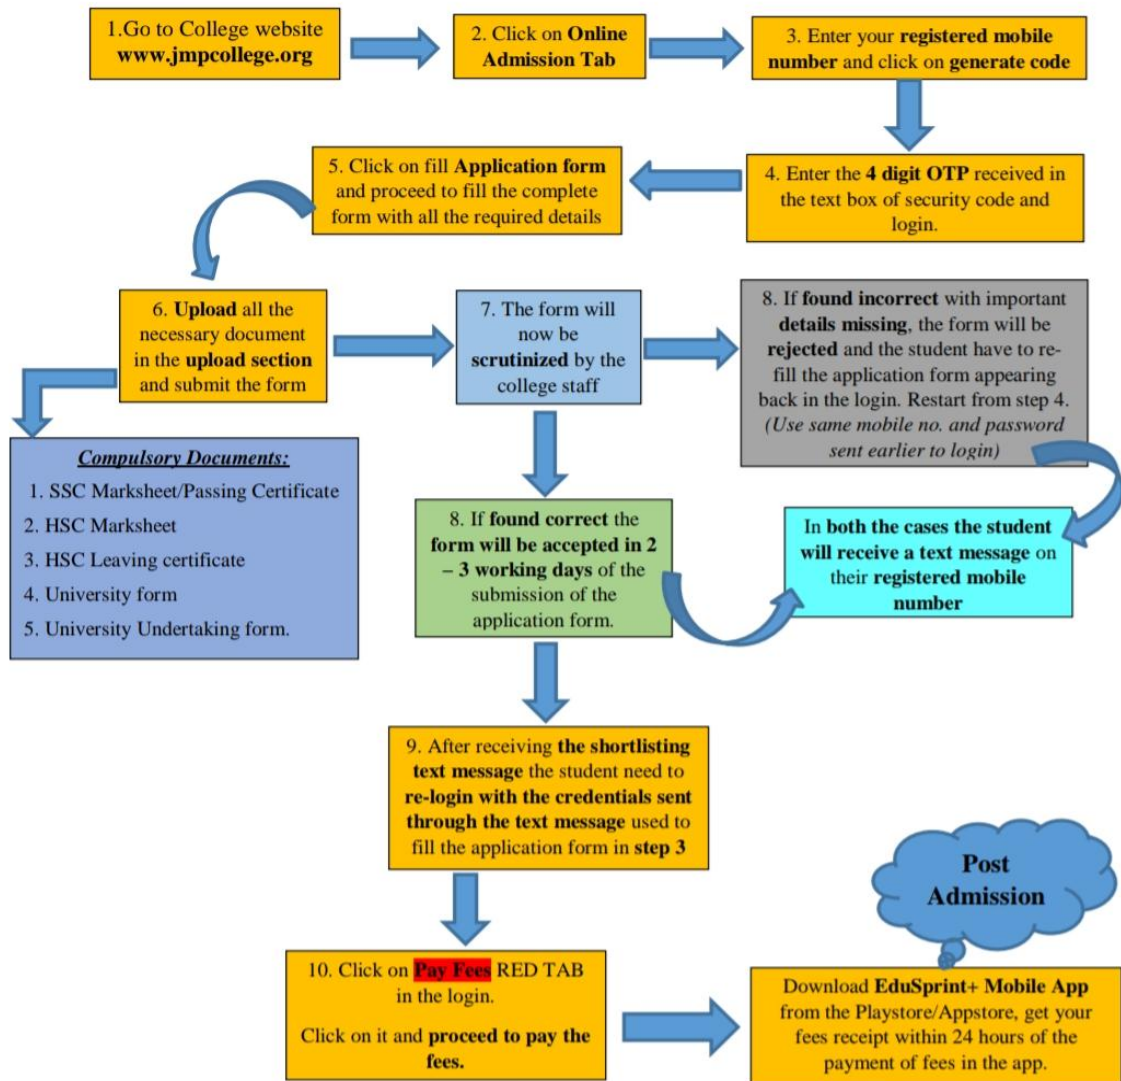 1.Go to College website
www.jmpcollege.org
2. Click on Online
Admission Tab
3. Enter your registered mobile
number and click on generate code
4. Enter the 4 digit OTP received in
the text box of security code and
login.
5. Click on fill Application form
and proceed to fill the complete
form with all the required details
6. Upload all the
necessary document
in the upload section
and submit the form
7. The form will
now be
scrutinized by the
college staff
8. If found incorrect with important
details missing, the form will be
rejected and the student have to re-
fill the application form appearing
back in the login. Restart from step 4.
(Use same mobile no. and password
sent earlier to login)
Compulsory Documents:
1. SSC Marksheet/Passing Certificate
2. HSC Marksheet
3. HSC Leaving certificate
4. University form
5. University Undertaking form.
8. If found correct the
form will be accepted in 2
– 3 working days of the
submission of the
application form.
In both the cases the student
will receive a text message on
their registered mobile
number
9. After receiving the shortlisting
text message the student need to
re-login with the credentials sent
through the text message used to
fill the application form in step 3
10. Click on Pay Fees RED TAB
in the login.
Click on it and proceed to pay the
fees.
Post
Admission
Download EduSprint+ Mobile App
from the Playstore/Appstore, get your
fees receipt within 24 hours of the
payment of fees in the app.